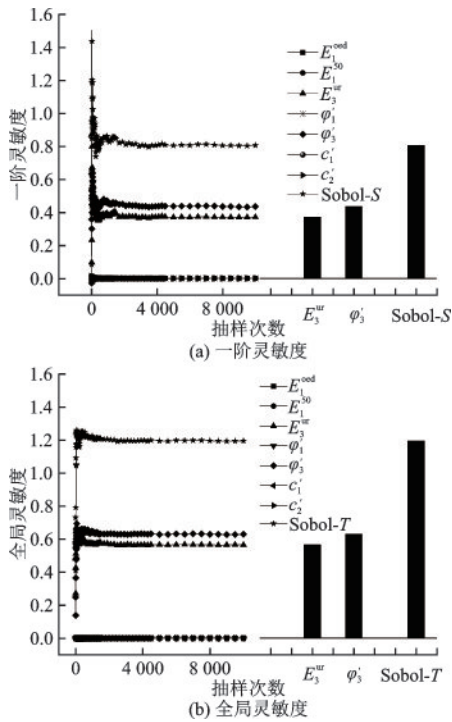 1.6
1.4
1.2
1.0
0.8
0.6
0.4
0.2
0.0
一阶灵敏度
E₁ᵒᵉᵈ
E₁⁵⁰
E₃ᵘʳ
φ₁′
φ₃′
c₁′
c₂′
Sobol-S
0 4 000 8 000
抽样次数
E₃ᵘʳ φ₃′ Sobol-S
(a) 一阶灵敏度
1.6
1.4
1.2
1.0
0.8
0.6
0.4
0.2
0.0
全局灵敏度
E₁ᵒᵉᵈ
E₁⁵⁰
E₃ᵘʳ
φ₁′
φ₃′
c₁′
c₂′
Sobol-T
0 4 000 8 000
抽样次数
E₃ᵘʳ φ₃′ Sobol-T
(b) 全局灵敏度